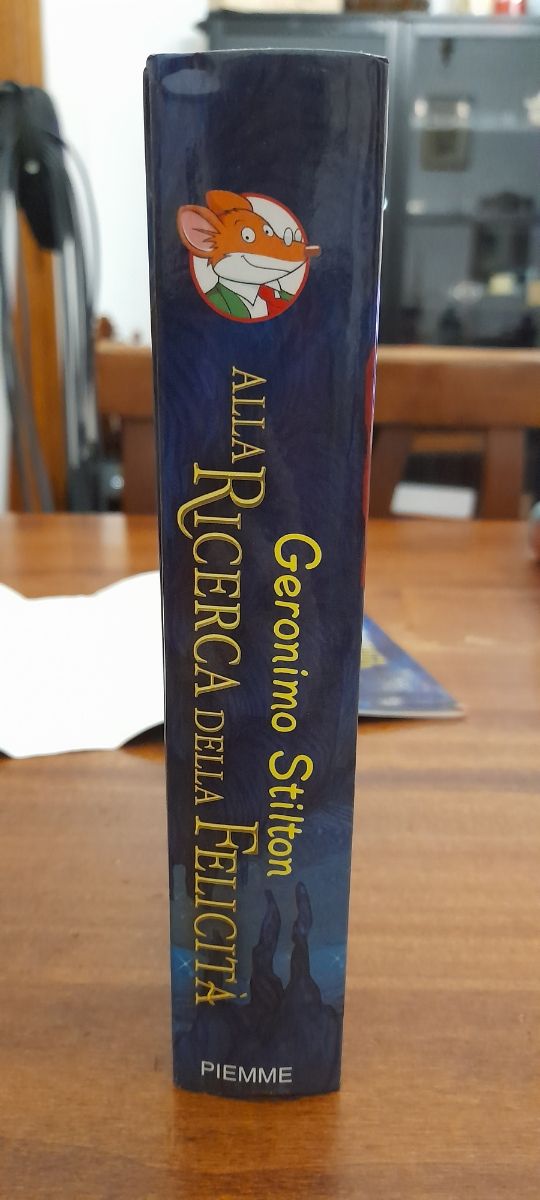 Geronimo Stilton
ALLA RICERCA DELLA FELICITÀ
PIEMME